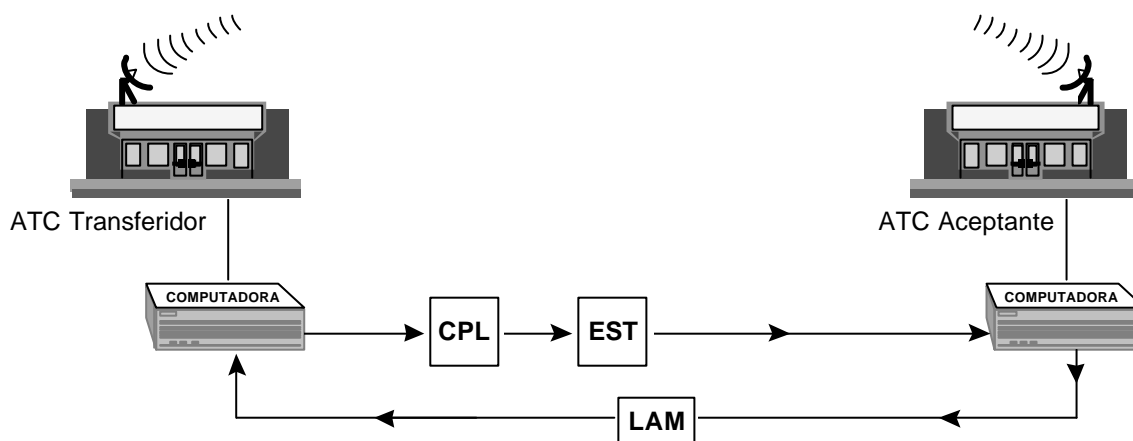 ATC Transferidor
ATC Aceptante
COMPUTADORA
COMPUTADORA
CPL
EST
LAM